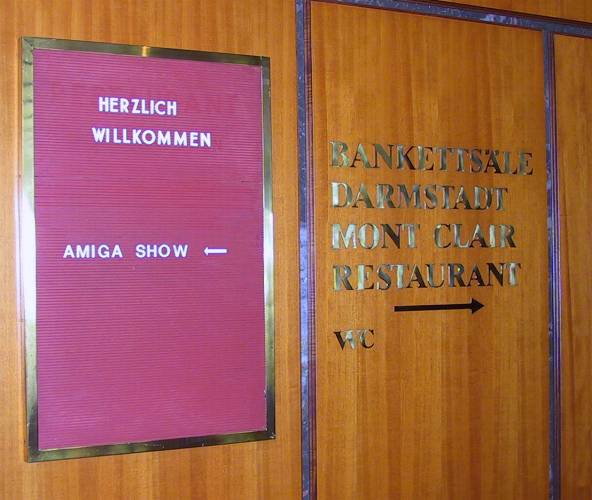 HERZLICH
WILLKOMMEN
AMIGA SHOW ←
BANKETTSÄLE
DARMSTADT
MONT CLAIR
RESTAURANT
→
WC